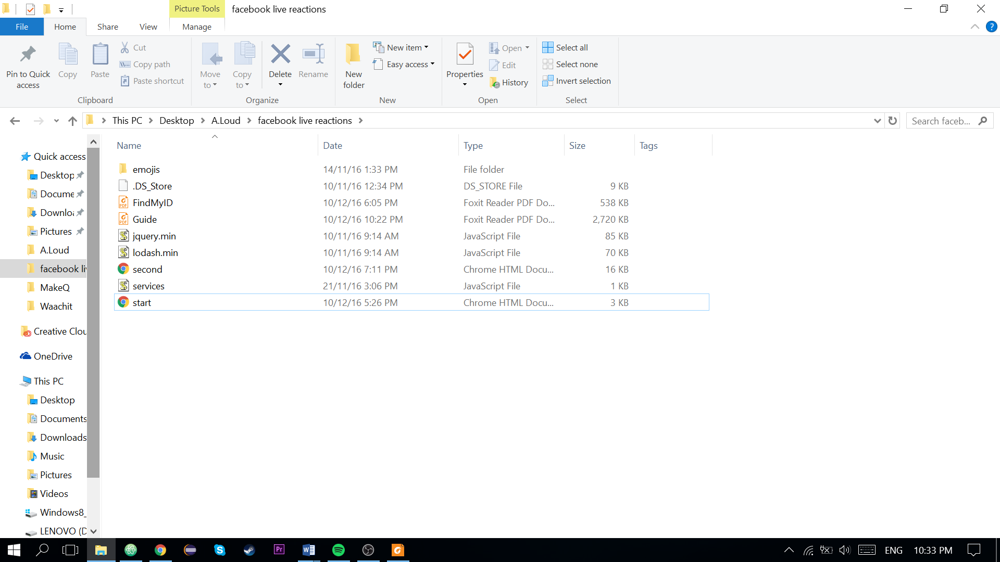 Picture Tools facebook live reactions
File Home Share View Manage
Pin to Quick access
Copy
Paste
Cut
Copy path
Paste shortcut
Clipboard
Move to
Copy to
Delete
Rename
Organize
New folder
New item
Easy access
New
Properties
Open
Edit
History
Open
Select all
Select none
Invert selection
Select
This PC Desktop A.Loud facebook live reactions
Search faceb...
Quick access
Desktop
Docume
Downloa
Pictures
A.Loud
facebook li
MakeQ
Waachit
Creative Clou
OneDrive
This PC
Desktop
Documents
Downloads
Music
Pictures
Videos
Windows8_
LENOVO (D
Name Date Type Size Tags
emojis 14/11/16 1:33 PM File folder
.DS_Store 10/11/16 12:34 PM DS_STORE File 9 KB
FindMyID 10/12/16 6:05 PM Foxit Reader PDF Do... 538 KB
Guide 10/12/16 10:22 PM Foxit Reader PDF Do... 2,720 KB
jquery.min 10/11/16 9:14 AM JavaScript File 85 KB
lodash.min 10/11/16 9:14 AM JavaScript File 70 KB
second 10/12/16 7:11 PM Chrome HTML Docu... 16 KB
services 21/11/16 3:06 PM JavaScript File 1 KB
start 10/12/16 5:26 PM Chrome HTML Docu... 3 KB
ENG 10:33 PM